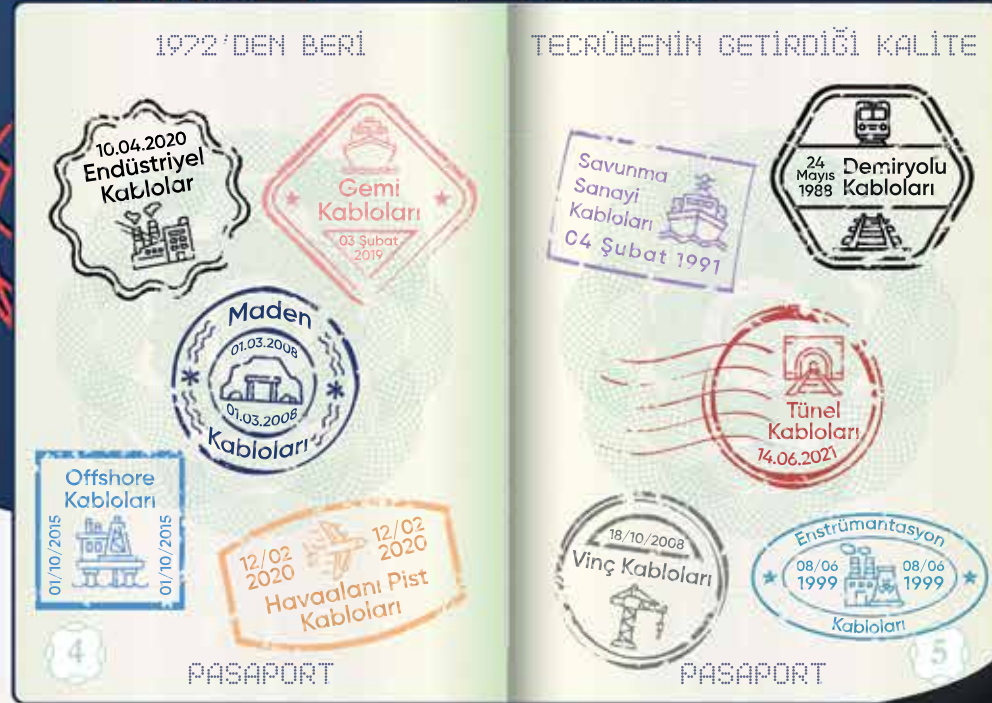 1972'DEN BERİ
10.04.2020
Endüstriyel
Kablolar
Gemi
Kabloları
03 Şubat
2019
Maden
01.03.2008
01.03.2008
Kabloları
Offshore
Kabloları
01/10/2015
01/10/2015
12/02
2020
12/02
2020
Havaalanı Pist
Kabloları
4
PASAPORT
TECRÜBENİN GETİRDİĞİ KALİTE
Savunma
Sanayi
Kabloları
04 Şubat 1991
24
Mayıs
1988
Demiryolu
Kabloları
Tünel
Kabloları
14.06.2021
18/10/2008
Vinç Kabloları
Enstrümantasyon
08/06
1999
08/06
1999
Kabloları
5
PASAPORT